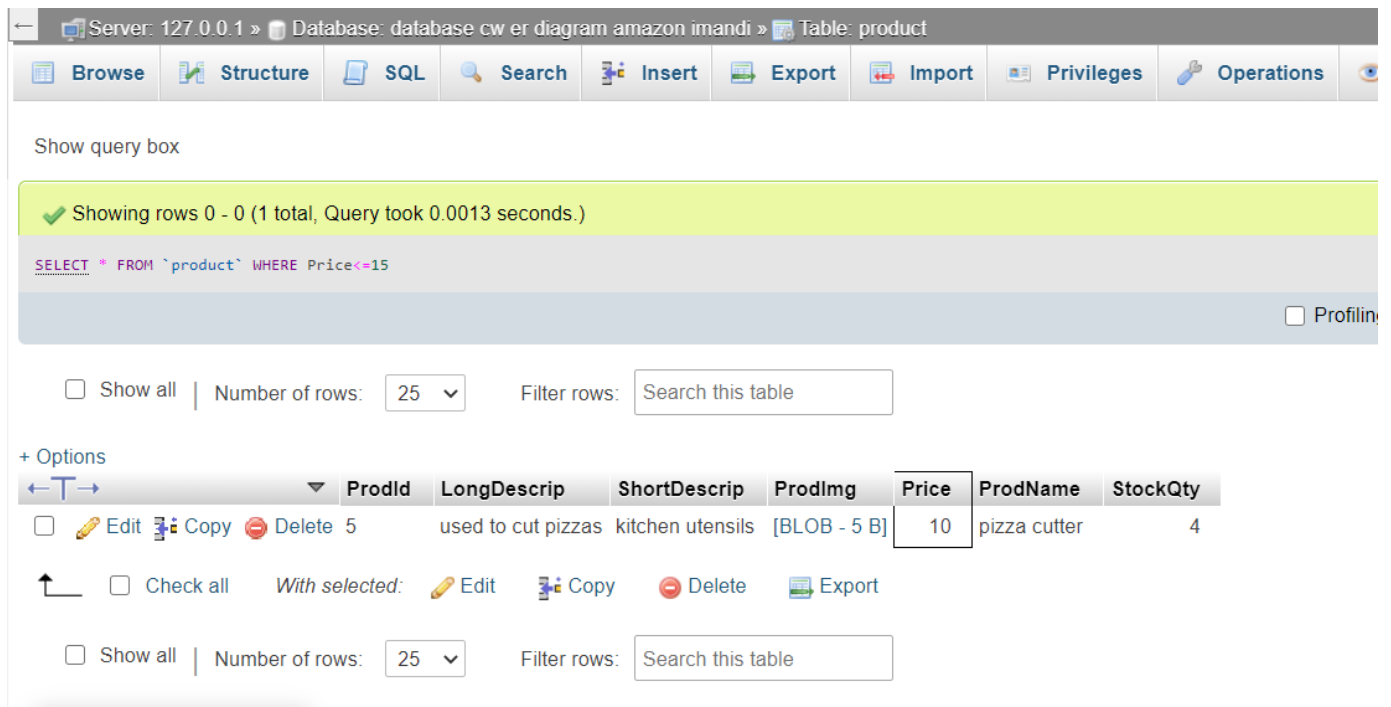 ← Server: 127.0.0.1 » Database: database cw er diagram amazon imandi » Table: product
Browse Structure SQL Search Insert Export Import Privileges Operations
Show query box
Showing rows 0 - 0 (1 total, Query took 0.0013 seconds.)
SELECT * FROM `product` WHERE Price<=15
Profiling
Show all | Number of rows: 25 Filter rows: Search this table
+ Options
←T→ ProdId LongDescrip ShortDescrip ProdImg Price ProdName StockQty
Edit Copy Delete 5 used to cut pizzas kitchen utensils [BLOB - 5 B] 10 pizza cutter 4
Check all With selected: Edit Copy Delete Export
Show all | Number of rows: 25 Filter rows: Search this table